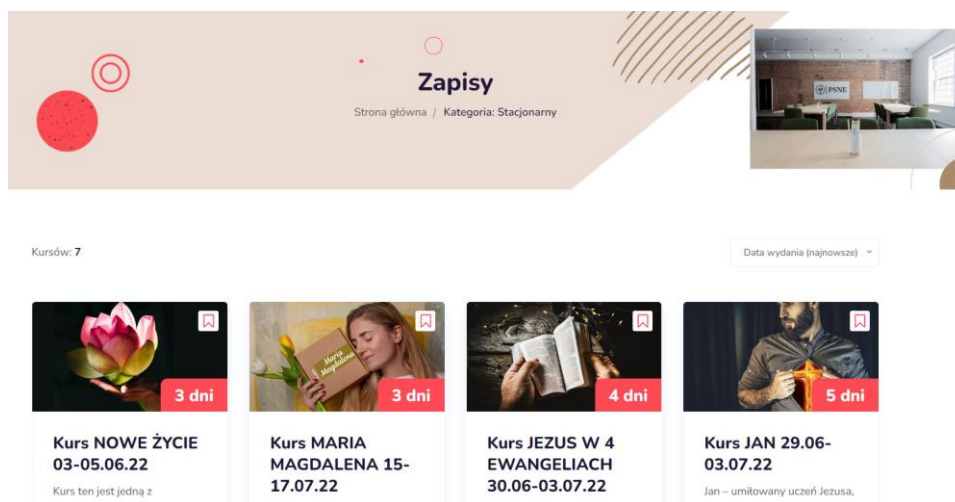 Zapisy
Strona główna / Kategoria: Stacjonarny
PSNE
Kursów: 7
Data wydania (najnowsze)
3 dni
Maria
Magdalena
3 dni
4 dni
5 dni
Kurs NOWE ŻYCIE
03-05.06.22
Kurs ten jest jedną z
Kurs MARIA
MAGDALENA 15-
17.07.22
Kurs JEZUS W 4
EWANGELIACH
30.06-03.07.22
Kurs JAN 29.06-
03.07.22
Jan – umiłowany uczeń Jezusa,